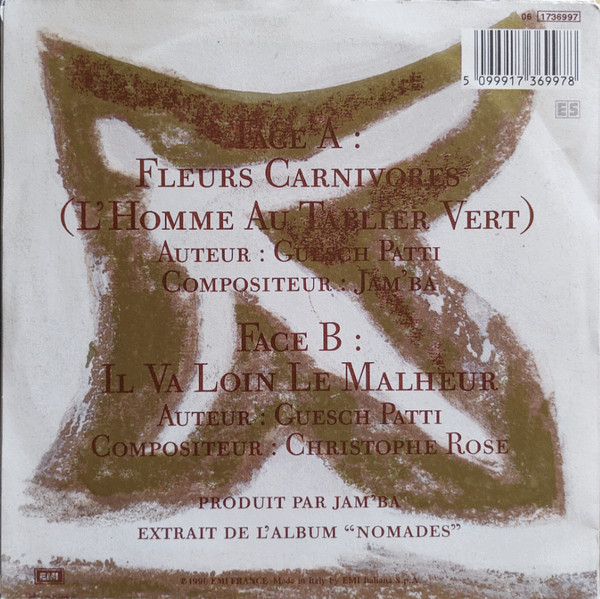 06 1736997
5 099917 369978
ES
FACE A :
FLEURS CARNIVORES
(L'HOMME AU TABLIER VERT)
AUTEUR : GUESCH PATTI
COMPOSITEUR : JAM'BA
FACE B :
IL VA LOIN LE MALHEUR
AUTEUR : GUESCH PATTI
COMPOSITEUR : CHRISTOPHE ROSE
PRODUIT PAR JAM'BA
EXTRAIT DE L'ALBUM “NOMADES”
EMI
℗ 1990 EMI FRANCE. Made in Italy by EMI Italiana S.p.A.